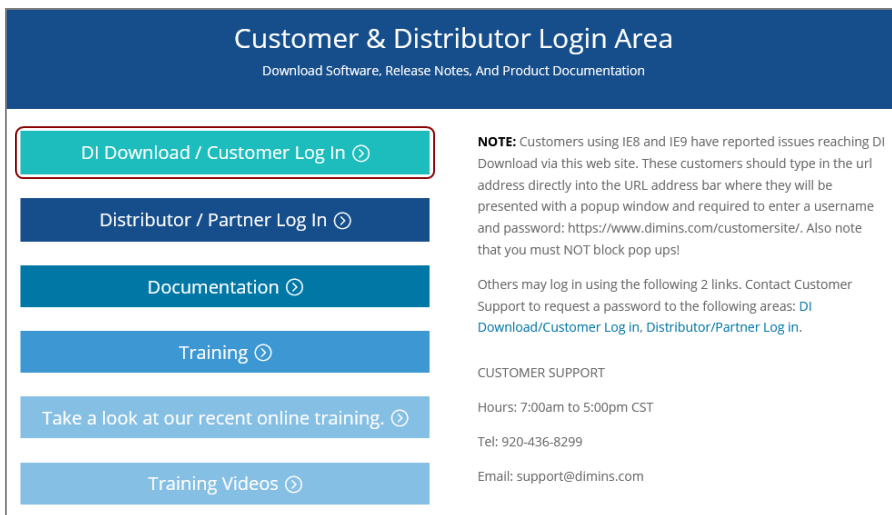 Customer & Distributor Login Area
Download Software, Release Notes, And Product Documentation
DI Download / Customer Log In
Distributor / Partner Log In
Documentation
Training
Take a look at our recent online training.
Training Videos
NOTE: Customers using IE8 and IE9 have reported issues reaching DI
Download via this web site. These customers should type in the url
address directly into the URL address bar where they will be
presented with a popup window and required to enter a username
and password: https://www.dimins.com/customersite/. Also note
that you must NOT block pop ups!
Others may log in using the following 2 links. Contact Customer
Support to request a password to the following areas: DI
Download/Customer Log in, Distributor/Partner Log in.
CUSTOMER SUPPORT
Hours: 7:00am to 5:00pm CST
Tel: 920-436-8299
Email: support@dimins.com